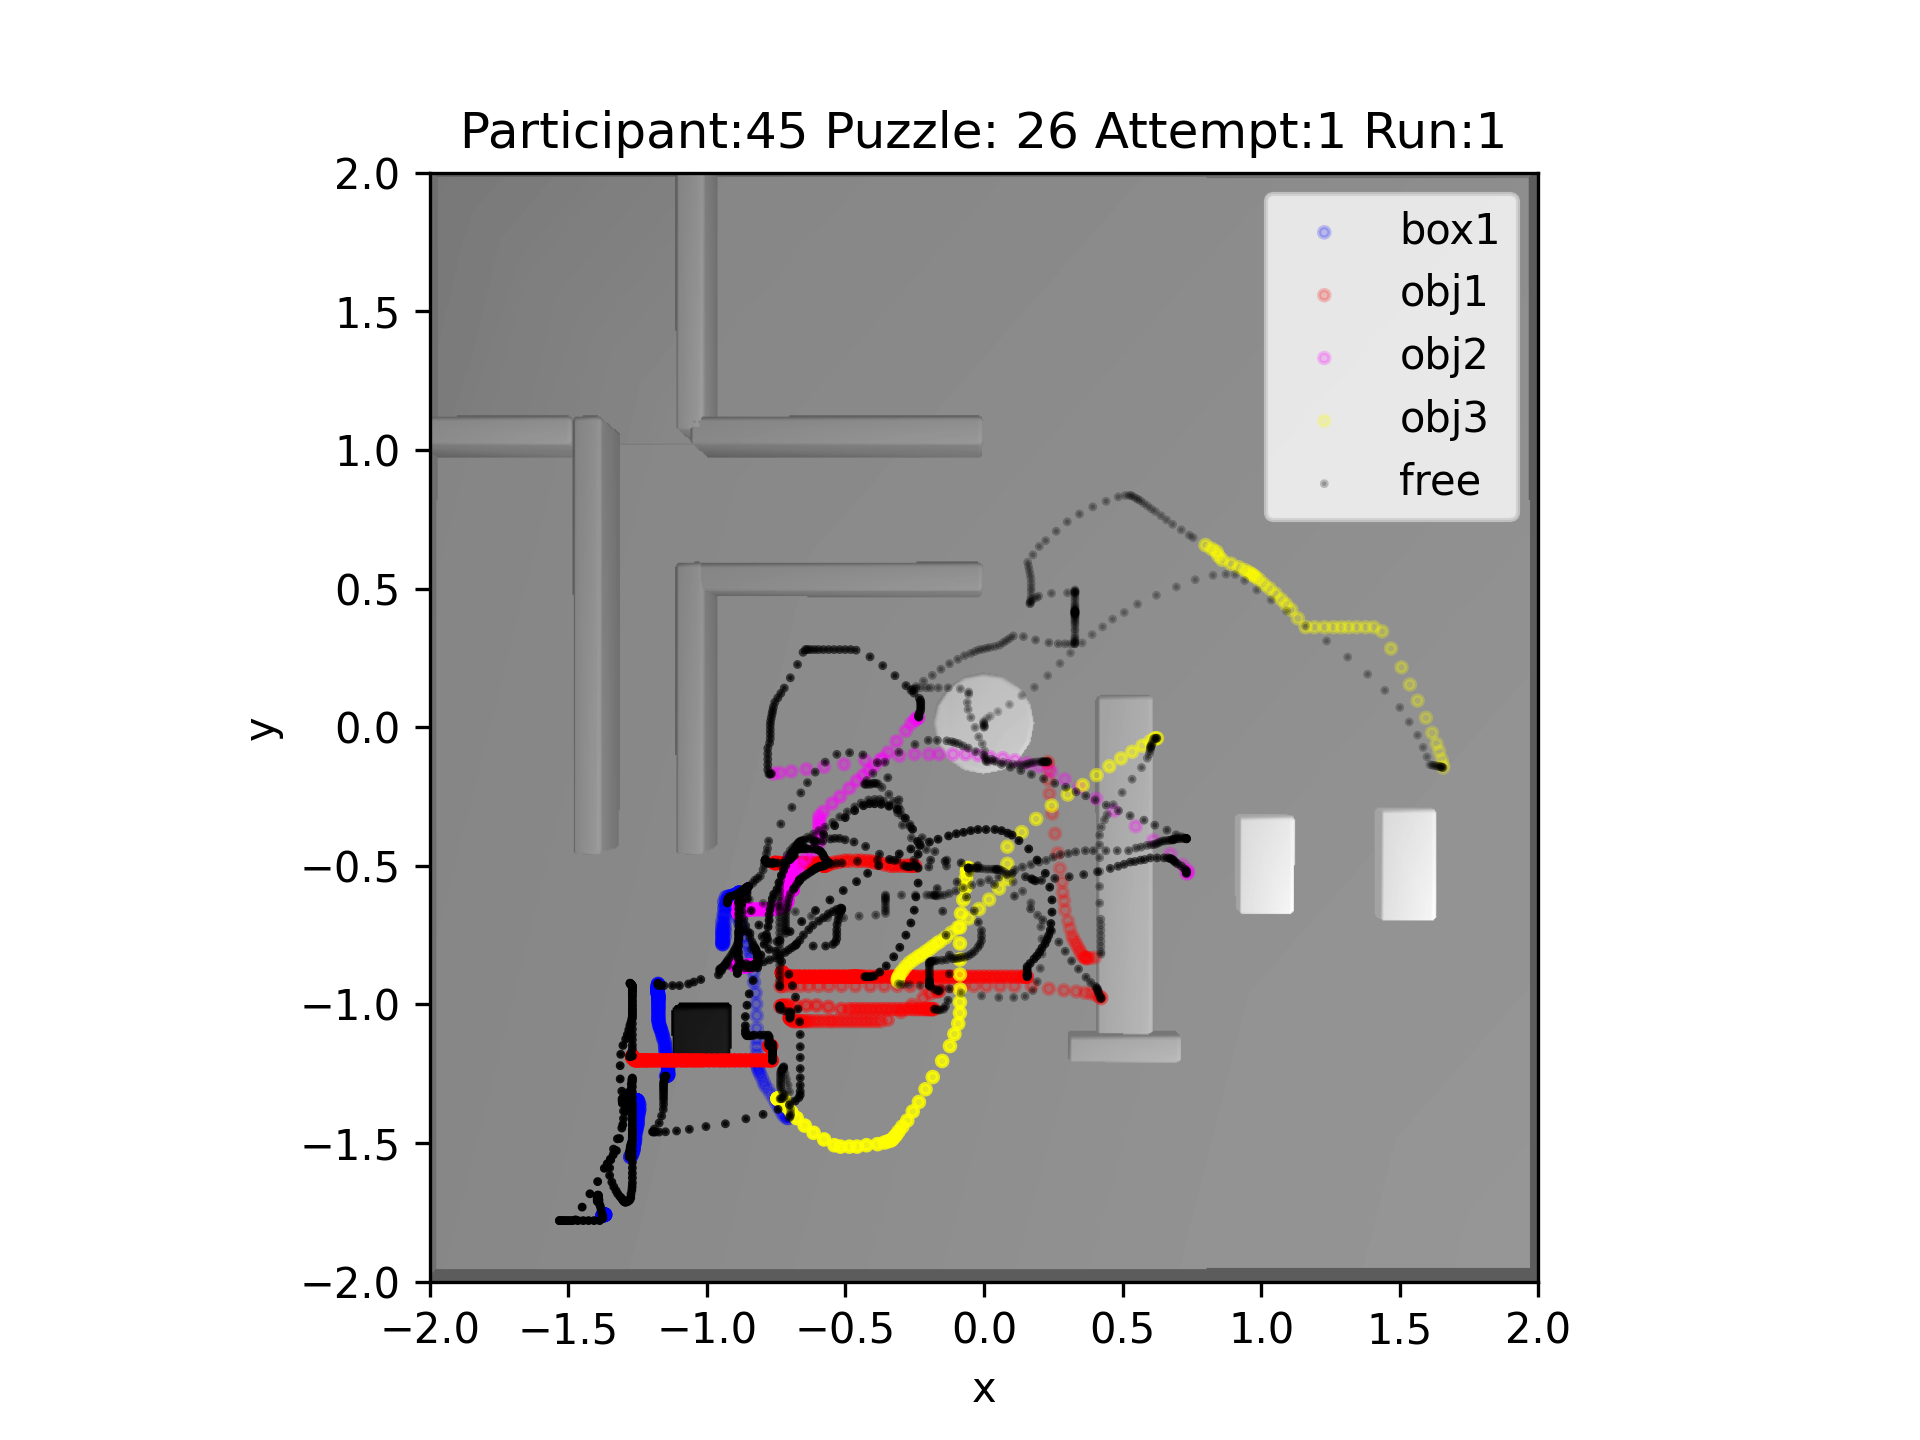 Participant:45 Puzzle: 26 Attempt:1 Run:1
2.0
1.5
1.0
0.5
0.0
−0.5
−1.0
−1.5
−2.0
y
box1
obj1
obj2
obj3
free
−2.0 −1.5 −1.0 −0.5 0.0 0.5 1.0 1.5 2.0
x